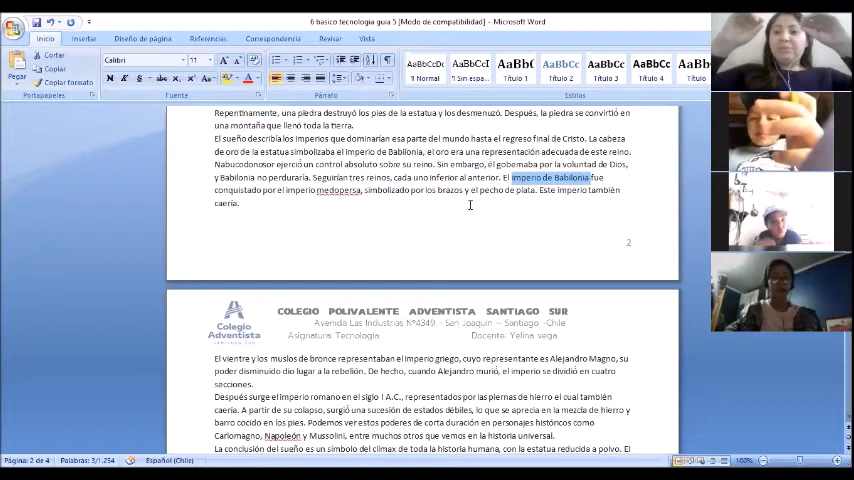 6 basico tecnologia guia 5 [Modo de compatibilidad] - Microsoft Word
Inicio Insertar Diseño de página Referencias Correspondencia Revisar Vista
Pegar
Cortar
Copiar
Copiar formato
Portapapeles
Calibri 11
Fuente
Párrafo
AaBbCcDc AaBbCcI AaBbC AaBbCc AaBbCc AaBbCc AaBb
¶ Normal ¶ Sin espa... Título 1 Título 2 Título 3 Título 4 Títul
Estilos
Repentinamente, una piedra destruyó los pies de la estatua y los desmenuzó. Después, la piedra se convirtió en
una montaña que llenó toda la tierra.
El sueño describía los imperios que dominarían esa parte del mundo hasta el regreso final de Cristo. La cabeza
de oro de la estatua simbolizaba el Imperio de Babilonia, el oro era una representación adecuada de este reino.
Nabucodonosor ejerció un control absoluto sobre su reino. Sin embargo, él gobernaba por la voluntad de Dios,
y Babilonia no perduraría. Seguirían tres reinos, cada uno inferior al anterior. El imperio de Babilonia fue
conquistado por el imperio medopersa, simbolizado por los brazos y el pecho de plata. Este imperio también
caería.
2
Colegio
Adventista
SANTIAGO SUR
COLEGIO POLIVALENTE ADVENTISTA SANTIAGO SUR
Avenida Las Industrias Nº4349 - San Joaquín – Santiago -Chile
Asignatura: Tecnología Docente: Yelina vega
El vientre y los muslos de bronce representaban el imperio griego, cuyo representante es Alejandro Magno, su
poder disminuido dio lugar a la rebelión. De hecho, cuando Alejandro murió, el imperio se dividió en cuatro
secciones.
Después surge el imperio romano en el siglo I A.C., representados por las piernas de hierro el cual también
caería. A partir de su colapso, surgió una sucesión de estados débiles, lo que se aprecia en la mezcla de hierro y
barro cocido en los pies. Podemos ver estos poderes de corta duración en personajes históricos como
Carlomagno, Napoleón y Mussolini, entre muchos otros que vemos en la historia universal.
La conclusión del sueño es un símbolo del clímax de toda la historia humana, con la estatua reducida a polvo. El
Página: 2 de 4 Palabras: 3/1.254 Español (Chile) 100%